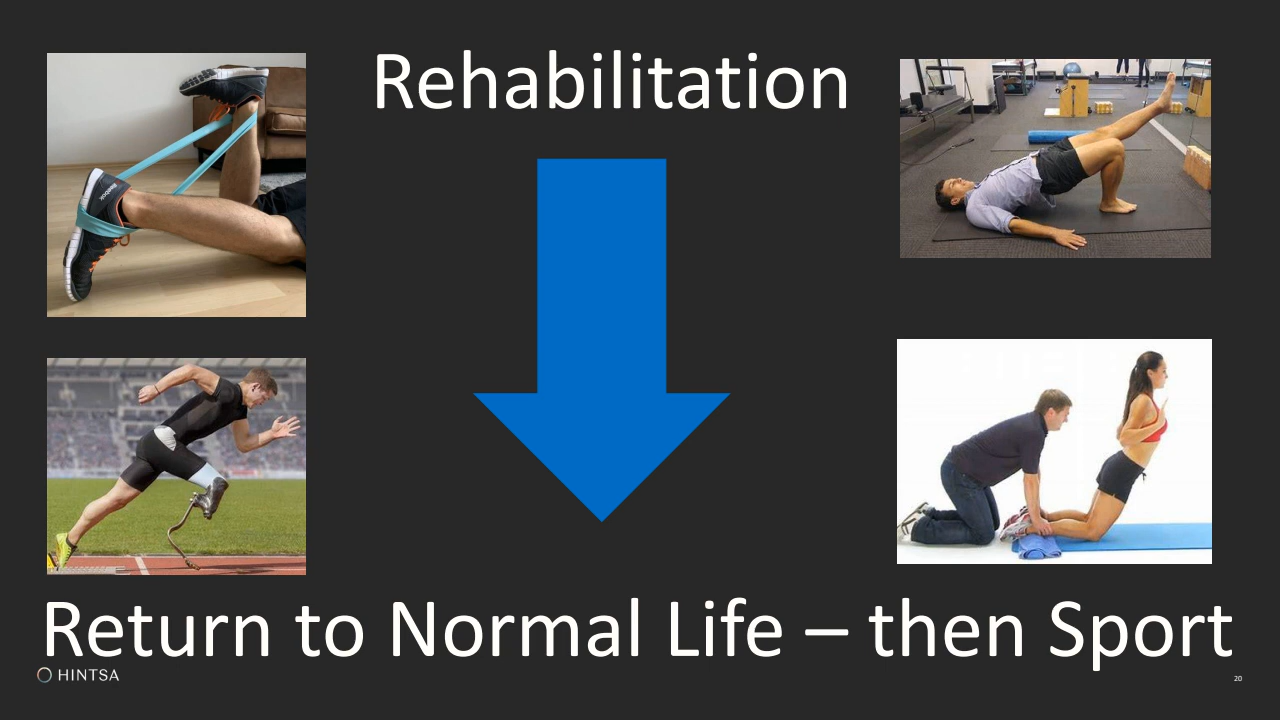 Rehabilitation
Return to Normal Life – then Sport
HINTSA
20